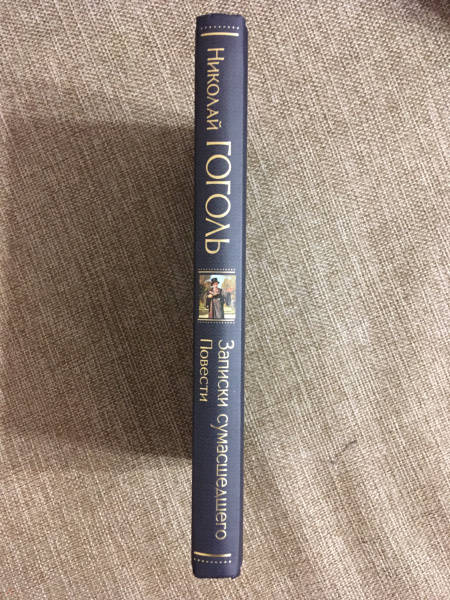 Николай ГОГОЛЬ
Записки сумасшедшего
Повести